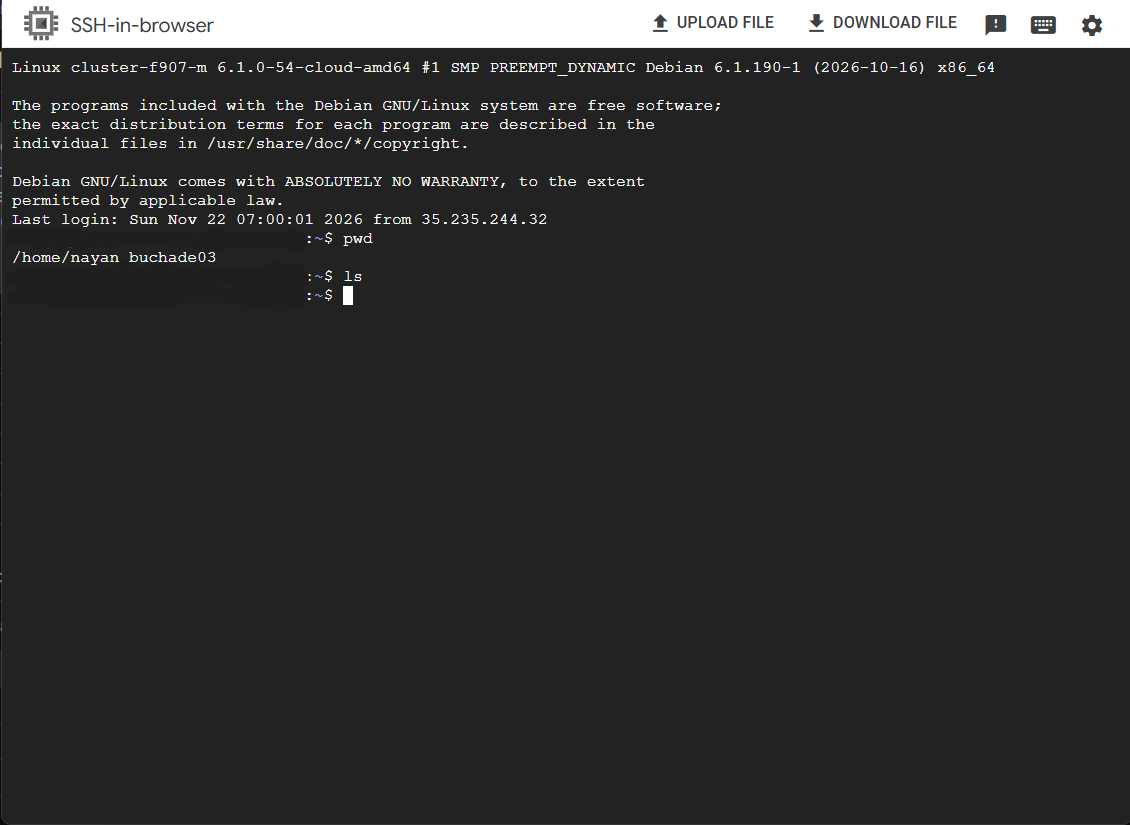 SSH-in-browser
UPLOAD FILE
DOWNLOAD FILE
Linux cluster-f907-m 6.1.0-54-cloud-amd64 #1 SMP PREEMPT_DYNAMIC Debian 6.1.190-1 (2026-10-16) x86_64
The programs included with the Debian GNU/Linux system are free software;
the exact distribution terms for each program are described in the
individual files in /usr/share/doc/*/copyright.
Debian GNU/Linux comes with ABSOLUTELY NO WARRANTY, to the extent
permitted by applicable law.
Last login: Sun Nov 22 07:00:01 2026 from 35.235.244.32
:~$ pwd
/home/nayan buchade03
:~$ ls
:~$